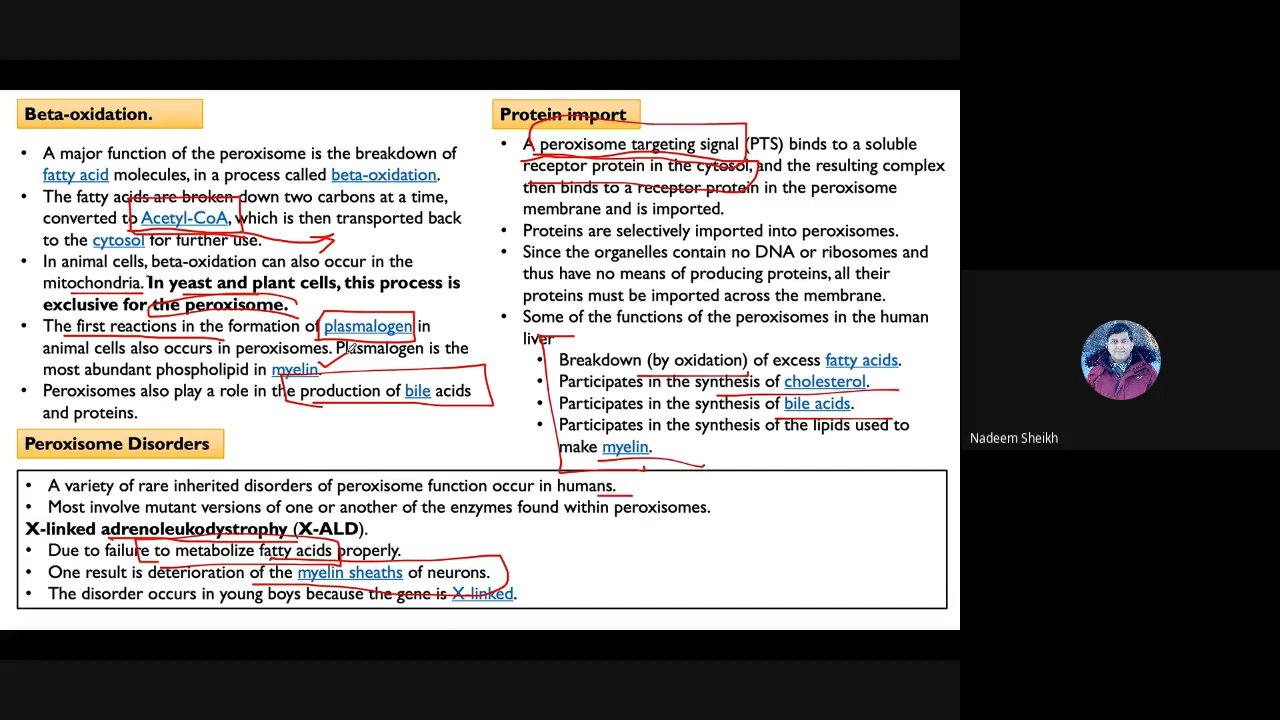 Beta-oxidation.
• A major function of the peroxisome is the breakdown of
fatty acid molecules, in a process called beta-oxidation.
• The fatty acids are broken down two carbons at a time,
converted to Acetyl-CoA, which is then transported back
to the cytosol for further use.
• In animal cells, beta-oxidation can also occur in the
mitochondria. In yeast and plant cells, this process is
exclusive for the peroxisome.
• The first reactions in the formation of plasmalogen in
animal cells also occurs in peroxisomes. Plasmalogen is the
most abundant phospholipid in myelin.
• Peroxisomes also play a role in the production of bile acids
and proteins.
Protein import
• A peroxisome targeting signal (PTS) binds to a soluble
receptor protein in the cytosol, and the resulting complex
then binds to a receptor protein in the peroxisome
membrane and is imported.
• Proteins are selectively imported into peroxisomes.
• Since the organelles contain no DNA or ribosomes and
thus have no means of producing proteins, all their
proteins must be imported across the membrane.
• Some of the functions of the peroxisomes in the human
liver
• Breakdown (by oxidation) of excess fatty acids.
• Participates in the synthesis of cholesterol.
• Participates in the synthesis of bile acids.
• Participates in the synthesis of the lipids used to
make myelin.
Peroxisome Disorders
• A variety of rare inherited disorders of peroxisome function occur in humans.
• Most involve mutant versions of one or another of the enzymes found within peroxisomes.
X-linked adrenoleukodystrophy (X-ALD).
• Due to failure to metabolize fatty acids properly.
• One result is deterioration of the myelin sheaths of neurons.
• The disorder occurs in young boys because the gene is X-linked.
Nadeem Sheikh